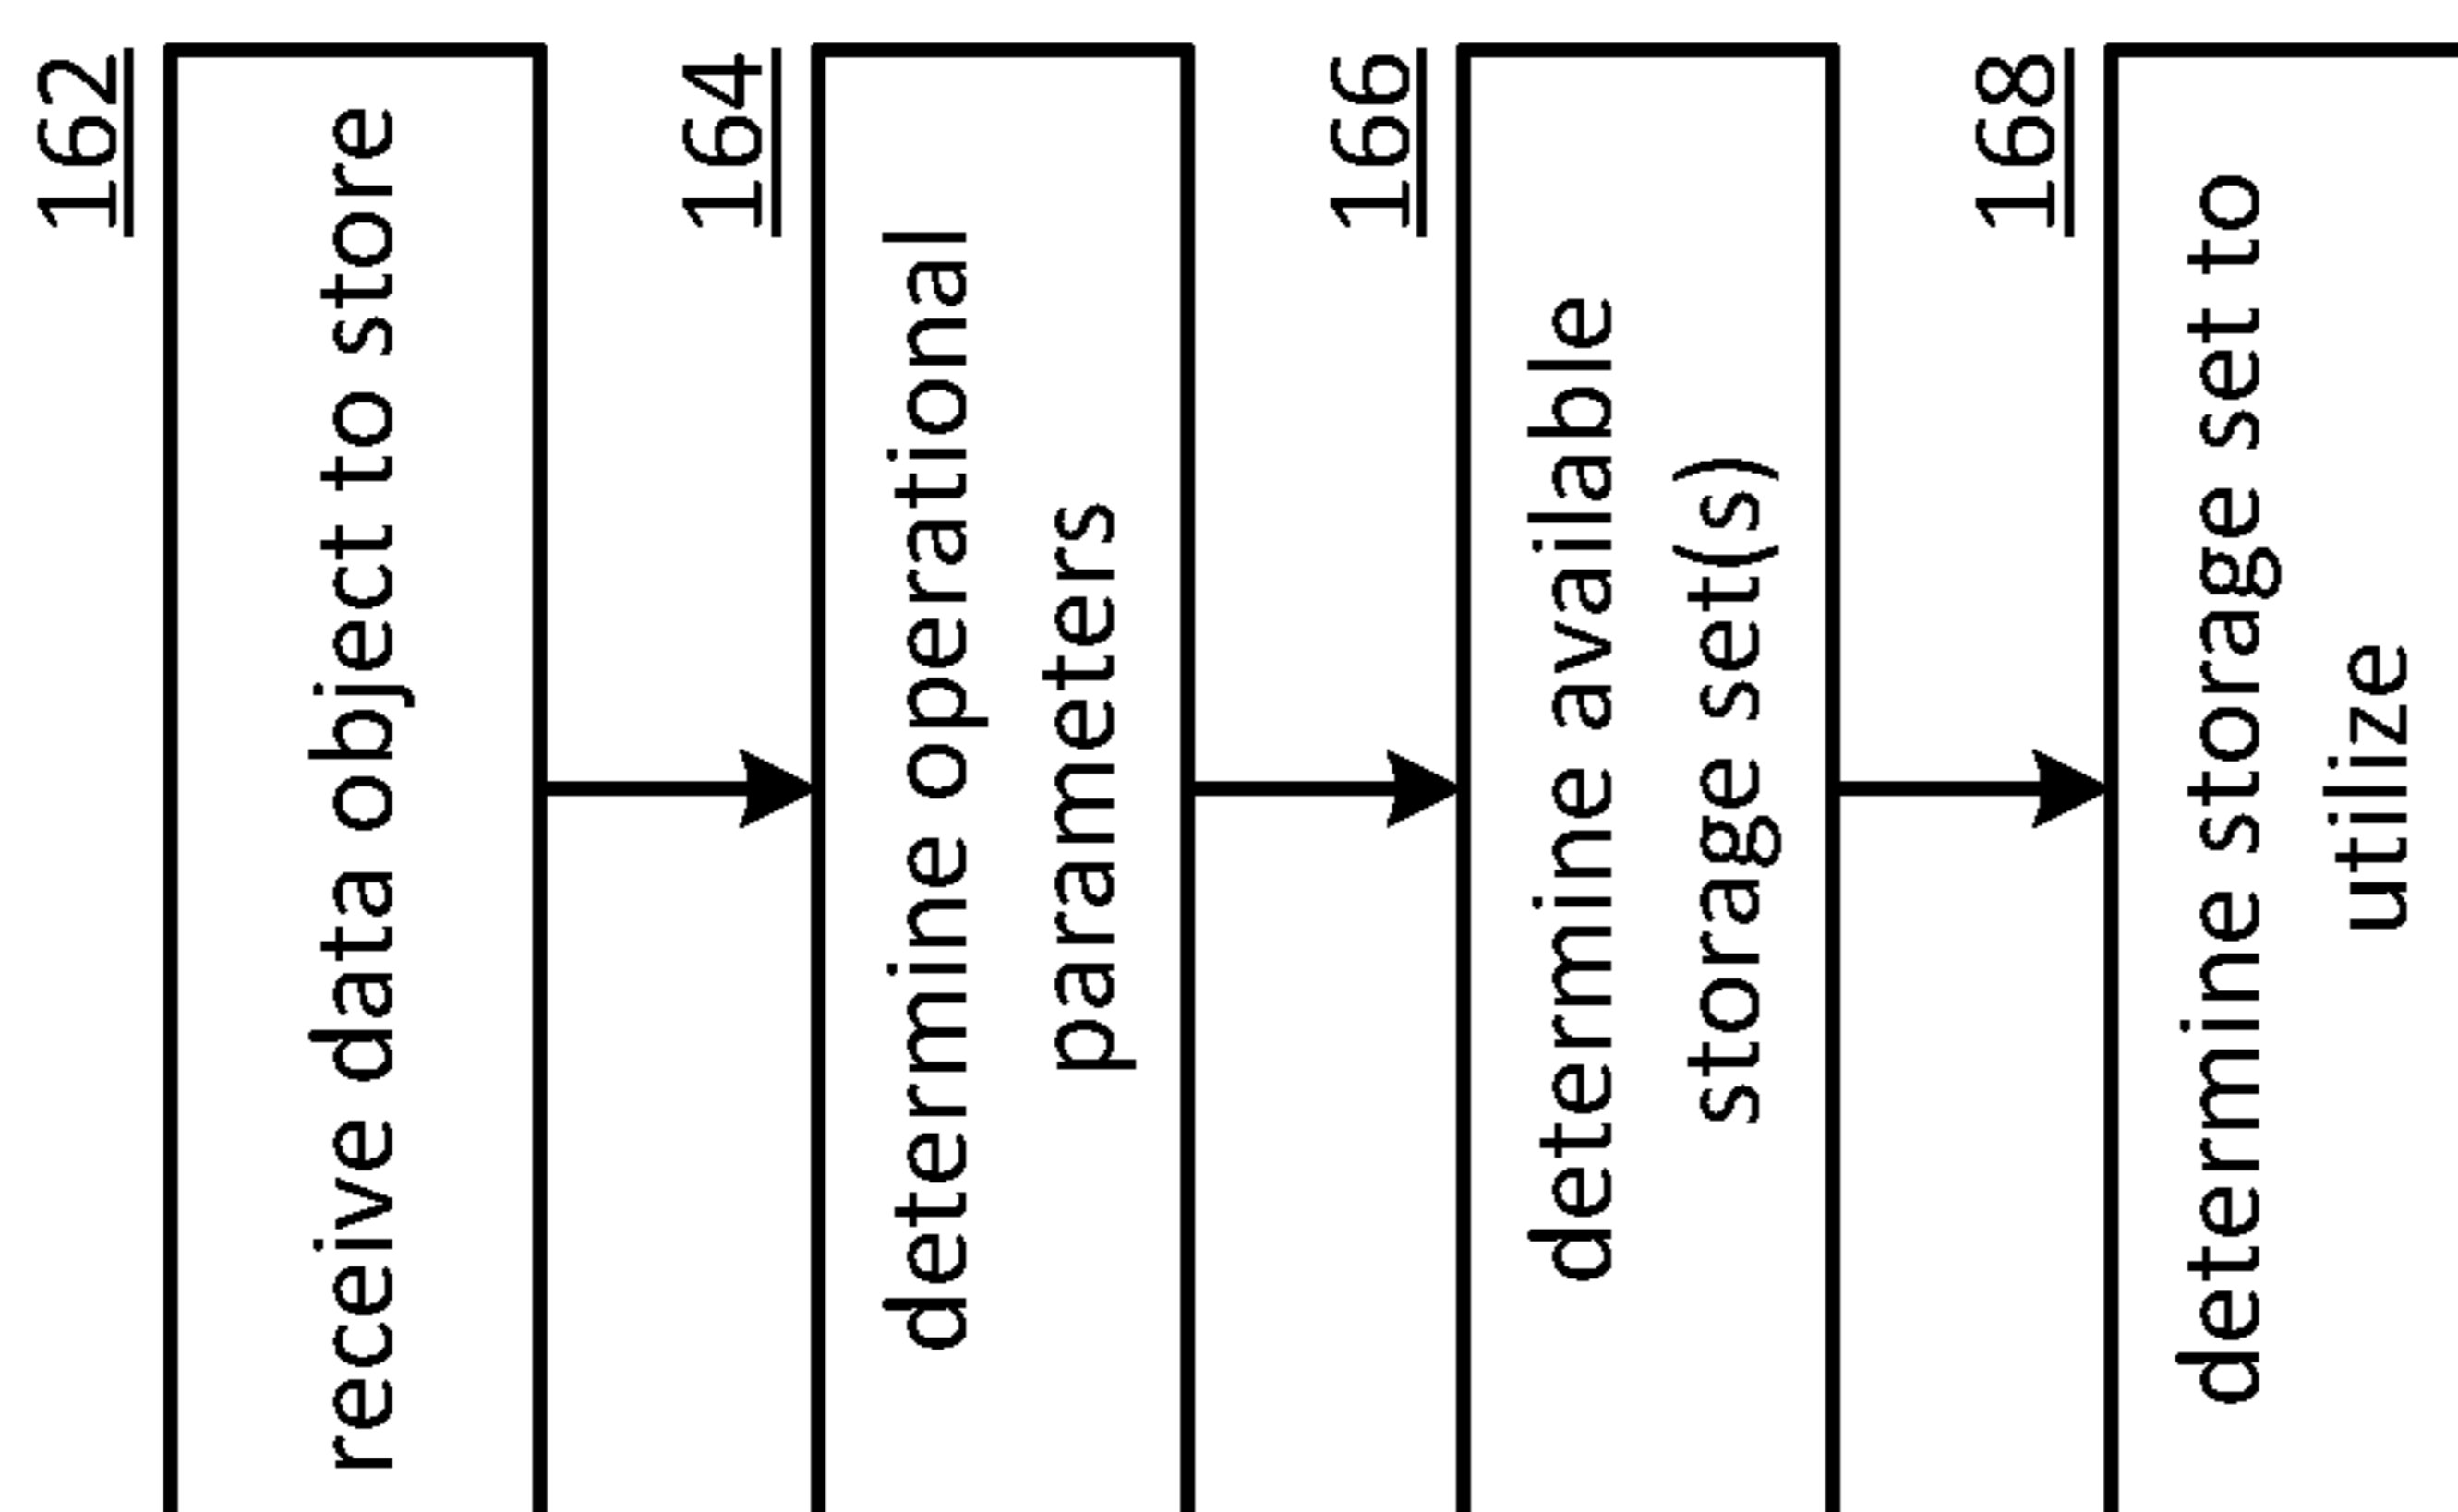 162
receive data object to store
164
determine operational
parameters
166
determine available
storage set(s)
168
determine storage set to
utilize